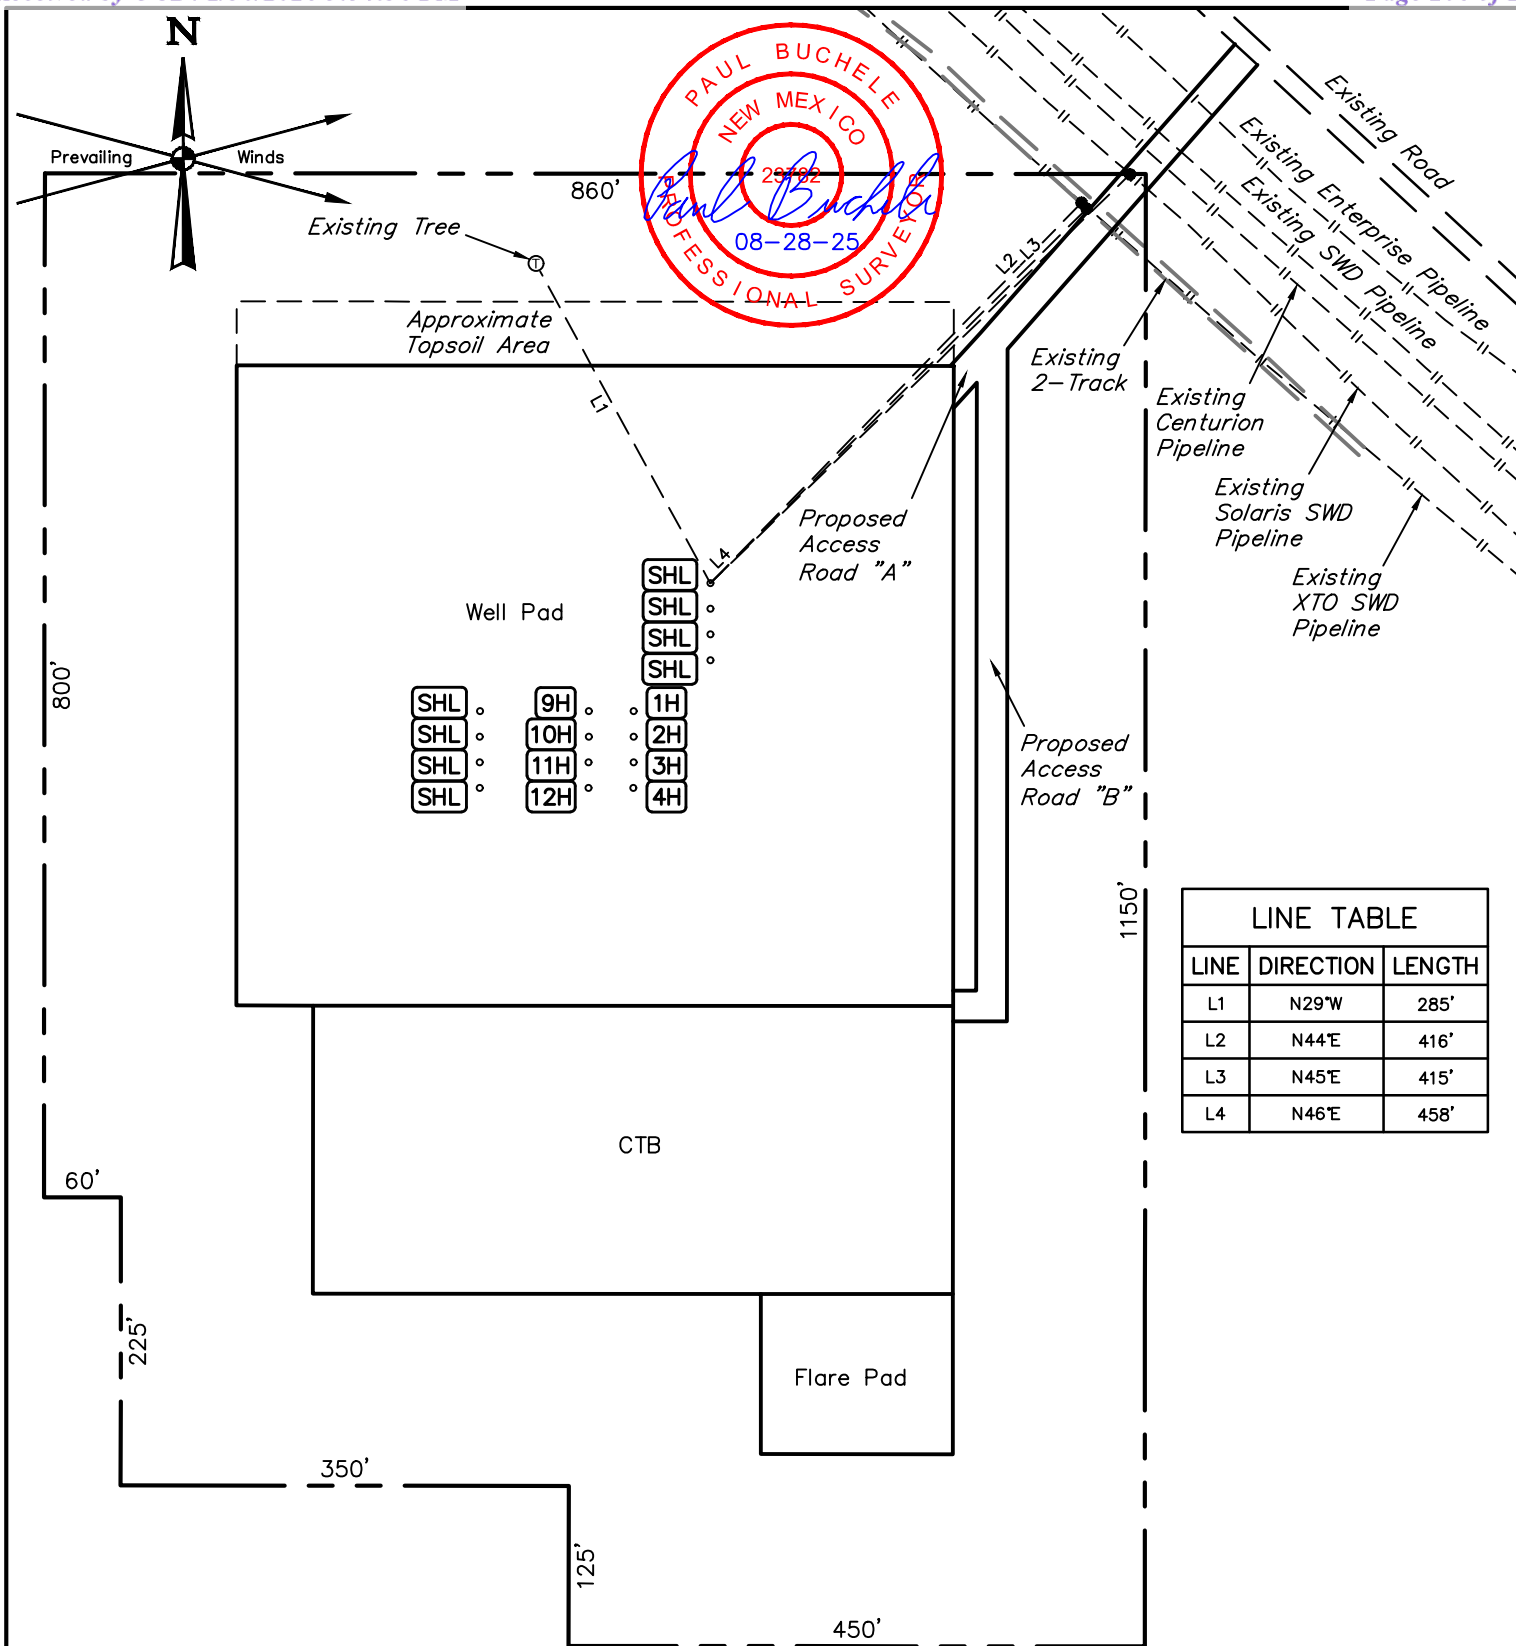 N
Prevailing Winds
860'
Existing Tree
PAUL BUCHELE
NEW MEXICO
23782
PROFESSIONAL SURVEYOR
Paul Buchele
08-28-25
Existing Road
Existing Enterprise Pipeline
Existing SWD Pipeline
L2 L3
Approximate
Topsoil Area
Existing
2-Track
Existing
Centurion
Pipeline
L1
Existing
Solaris SWD
Pipeline
Proposed
Access
Road "A"
L4
Existing
XTO SWD
Pipeline
Well Pad
SHL
SHL
SHL
SHL
800'
SHL 9H 1H
SHL 10H 2H
SHL 11H 3H
SHL 12H 4H
Proposed
Access
Road "B"
1150'
LINE TABLE
LINE DIRECTION LENGTH
L1 N29°W 285'
L2 N44°E 416'
L3 N45°E 415'
L4 N46°E 458'
CTB
60'
225'
Flare Pad
350'
125'
450'